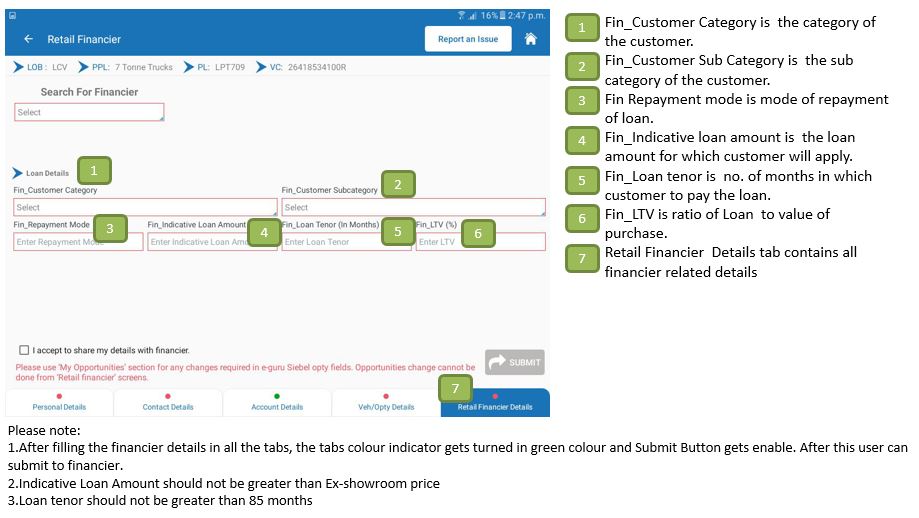 16% 2:47 p.m.
Retail Financier
Report an Issue
LOB : LCV PPL: 7 Tonne Trucks PL: LPT709 VC: 26418534100R
Search For Financier
Select
Loan Details
1
Fin_Customer Category
Fin_Customer Subcategory
2
Select
Select
Fin_Repayment Mode
3
Fin_Indicative Loan Amount
4
Fin_Loan Tenor (In Months)
5
Fin_LTV (%)
6
Enter Repayment Mode
Enter Indicative Loan Amo
Enter Loan Tenor
Enter LTV
I accept to share my details with financier.
SUBMIT
Please use 'My Opportunities' section for any changes required in e-guru Siebel opty fields. Opportunities change cannot be
done from 'Retail financier' screens.
7
Personal Details
Contact Details
Account Details
Veh/Opty Details
Retail Financier Details
1 Fin_Customer Category is the category of
the customer.
2 Fin_Customer Sub Category is the sub
category of the customer.
3 Fin Repayment mode is mode of repayment
of loan.
4 Fin_Indicative loan amount is the loan
amount for which customer will apply.
5 Fin_Loan tenor is no. of months in which
customer to pay the loan.
6 Fin_LTV is ratio of Loan to value of
purchase.
7 Retail Financier Details tab contains all
financier related details
Please note:
1.After filling the financier details in all the tabs, the tabs colour indicator gets turned in green colour and Submit Button gets enable. After this user can
submit to financier.
2.Indicative Loan Amount should not be greater than Ex-showroom price
3.Loan tenor should not be greater than 85 months